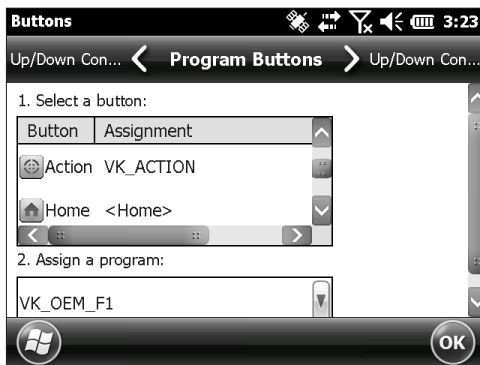 Buttons 3:23
Up/Down Con... Program Buttons Up/Down Con...
1. Select a button:
Button Assignment
Action VK_ACTION
Home <Home>
2. Assign a program:
VK_OEM_F1
OK